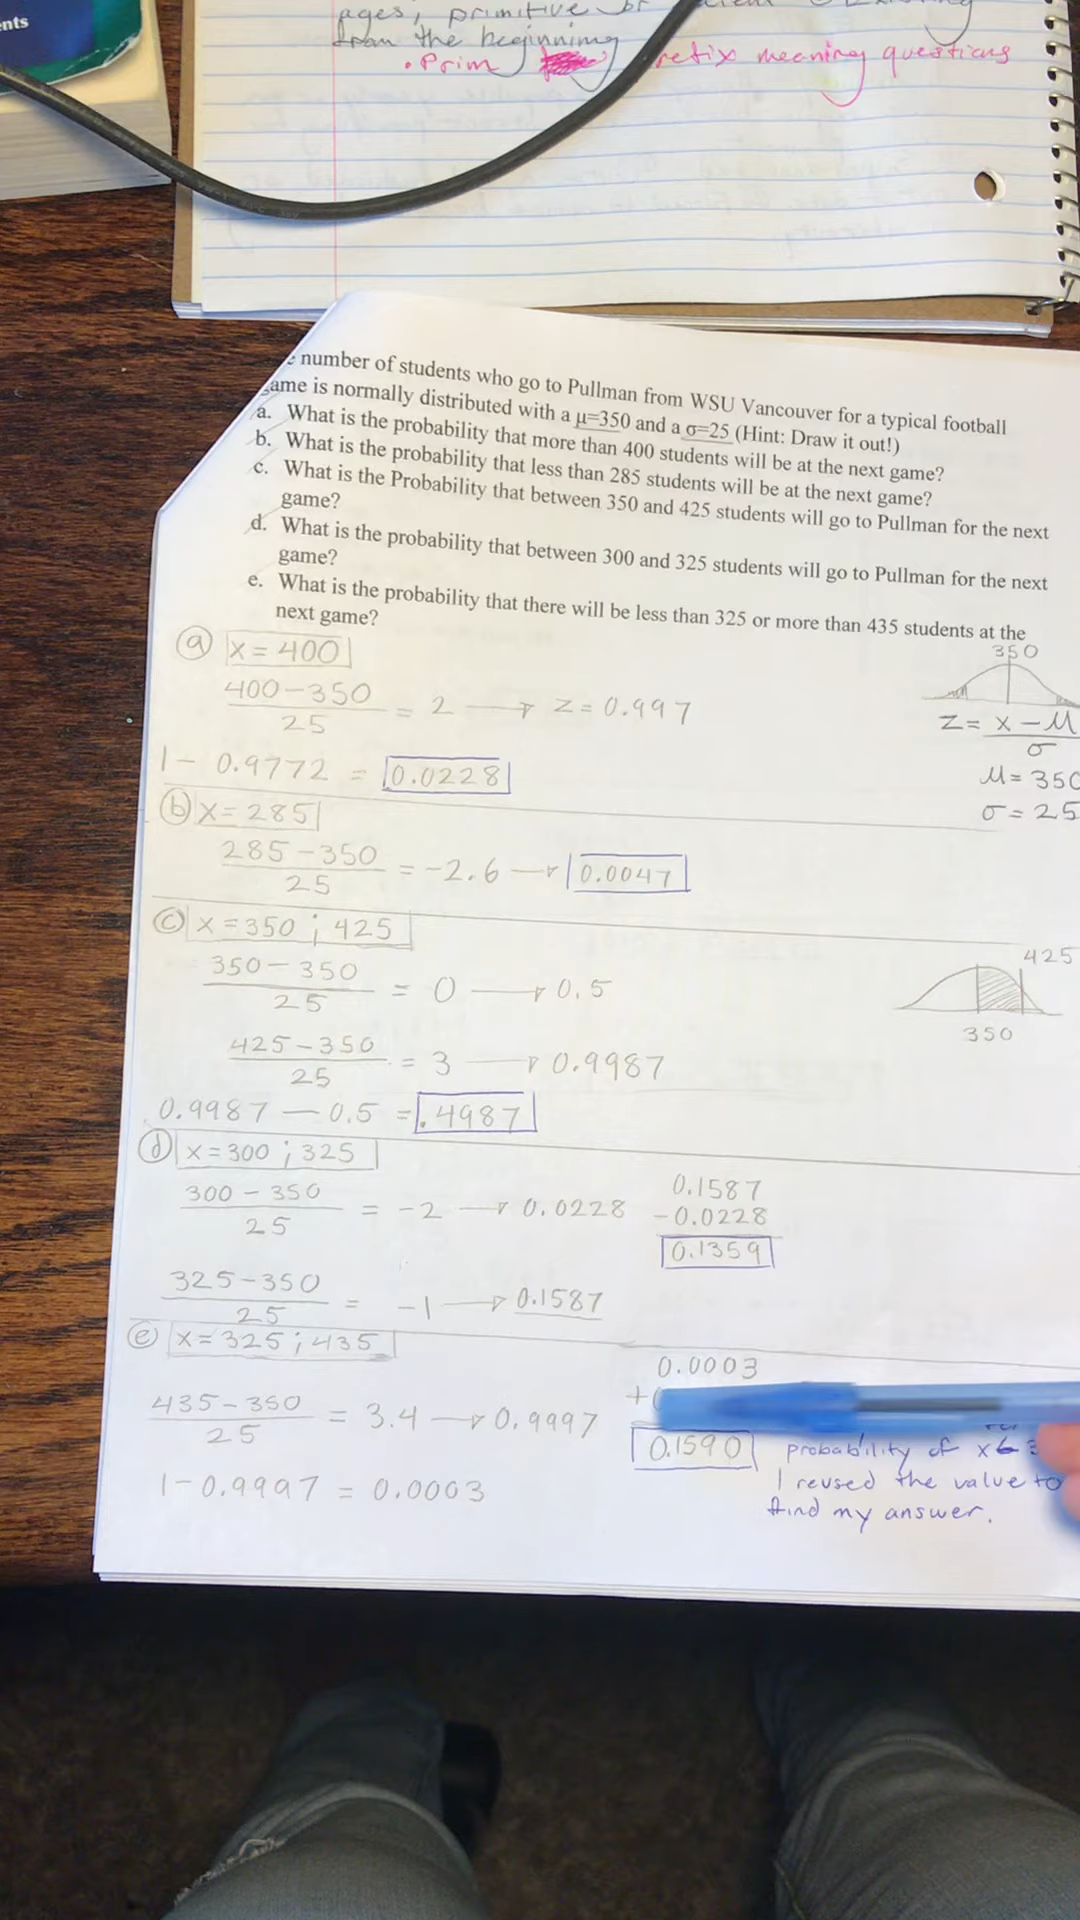 ents
ages, primitive or
from the beginning
• Prim
refix meaning questions
number of students who go to Pullman from WSU Vancouver for a typical football
ame is normally distributed with a μ=350 and a σ=25 (Hint: Draw it out!)
a. What is the probability that more than 400 students will be at the next game?
b. What is the probability that less than 285 students will be at the next game?
c. What is the Probability that between 350 and 425 students will go to Pullman for the next
game?
d. What is the probability that between 300 and 325 students will go to Pullman for the next
game?
e. What is the probability that there will be less than 325 or more than 435 students at the
next game?
350
Z = x - μ
σ
μ = 350
σ = 25
ⓐ x = 400
400 - 350
25
= 2 → z = 0.997
1 - 0.9772 = 0.0228
ⓑ x = 285
285 - 350
25
= -2.6 → 0.0047
ⓒ x = 350 ; 425
350 - 350
25
= 0 → 0.5
425
350
425 - 350
25
= 3 → 0.9987
0.9987 - 0.5 = .4987
ⓓ x = 300 ; 325
300 - 350
25
= -2 → 0.0228
0.1587
- 0.0228
0.1359
325 - 350
25
= -1 → 0.1587
ⓔ x = 325 ; 435
435 - 350
25
= 3.4 → 0.9997
1 - 0.9997 = 0.0003
0.0003
+
0.1590
probability of x
I reused the value to
find my answer.